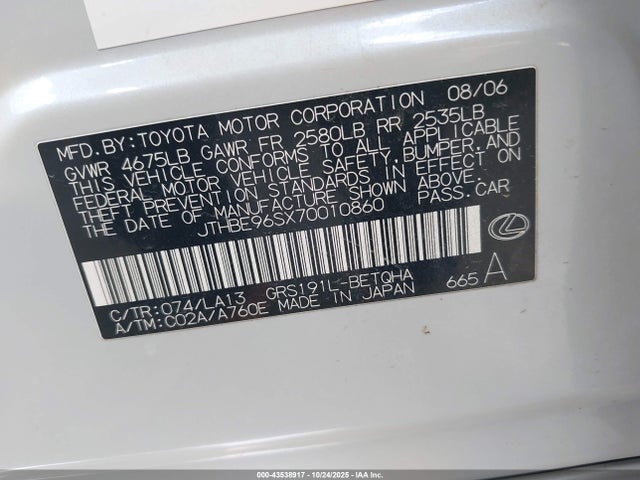 MFD. BY: TOYOTA MOTOR CORPORATION 08/06
GVWR 4675LB GAWR FR 2580LB RR 2535LB
THIS VEHICLE CONFORMS TO ALL APPLICABLE
FEDERAL MOTOR VEHICLE SAFETY, BUMPER, AND
THEFT PREVENTION STANDARDS IN EFFECT ON
THE DATE OF MANUFACTURE SHOWN ABOVE.
JTHBE96SX70010860 PASS. CAR
C/TR: 074/LA13 GRS191L-BETQHA 665 A
A/TM: C02A/A760E MADE IN JAPAN
000-43538917 - 10/24/2025 - Copyright © 2025 IAA, Inc.